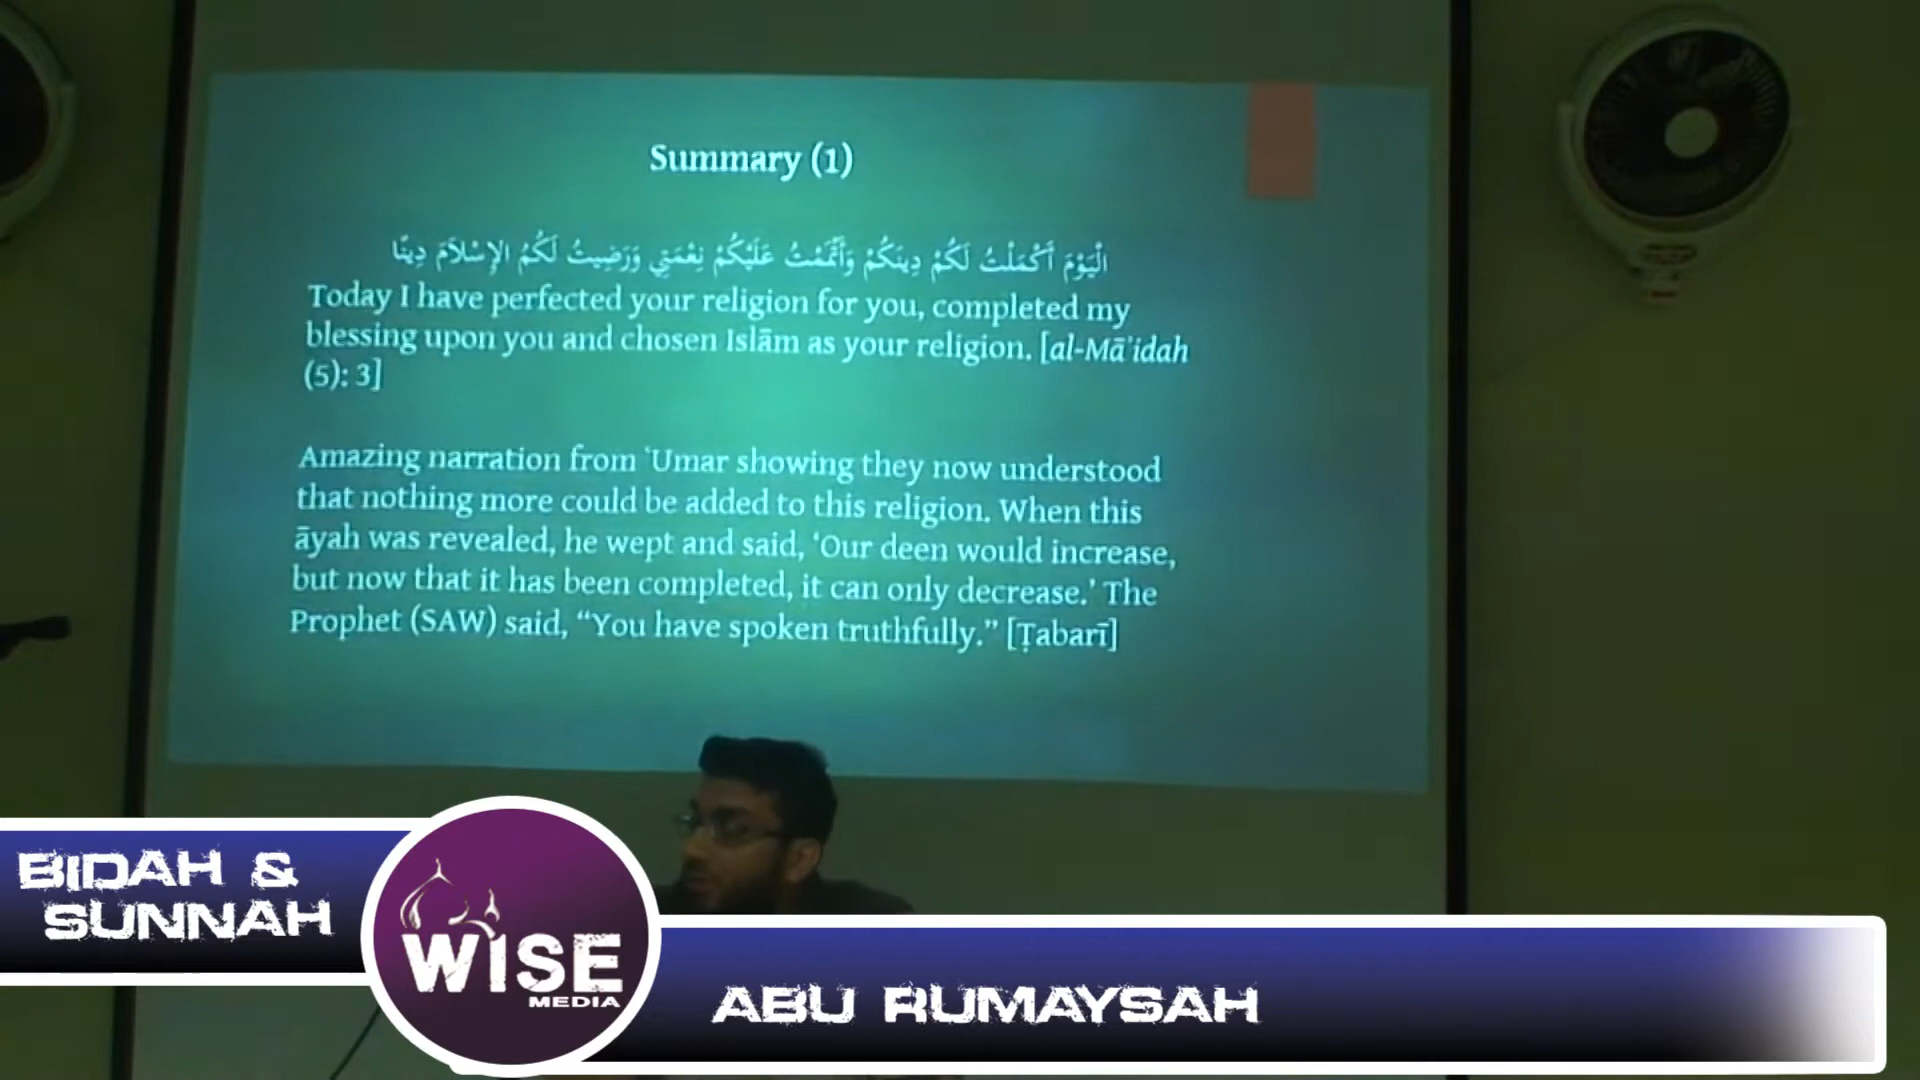 Summary (1)
الْيَوْمَ أَكْمَلْتُ لَكُمْ دِينَكُمْ وَأَتْمَمْتُ عَلَيْكُمْ نِعْمَتِي وَرَضِيتُ لَكُمُ الإِسْلاَمَ دِينًا
Today I have perfected your religion for you, completed my
blessing upon you and chosen Islām as your religion. [al-Mā'idah
(5): 3]
Amazing narration from ‘Umar showing they now understood
that nothing more could be added to this religion. When this
āyah was revealed, he wept and said, ‘Our deen would increase,
but now that it has been completed, it can only decrease.’ The
Prophet (SAW) said, “You have spoken truthfully.” [Ṭabarī]
BIDAH &
SUNNAH
WISE
MEDIA
ABU RUMAYSAH